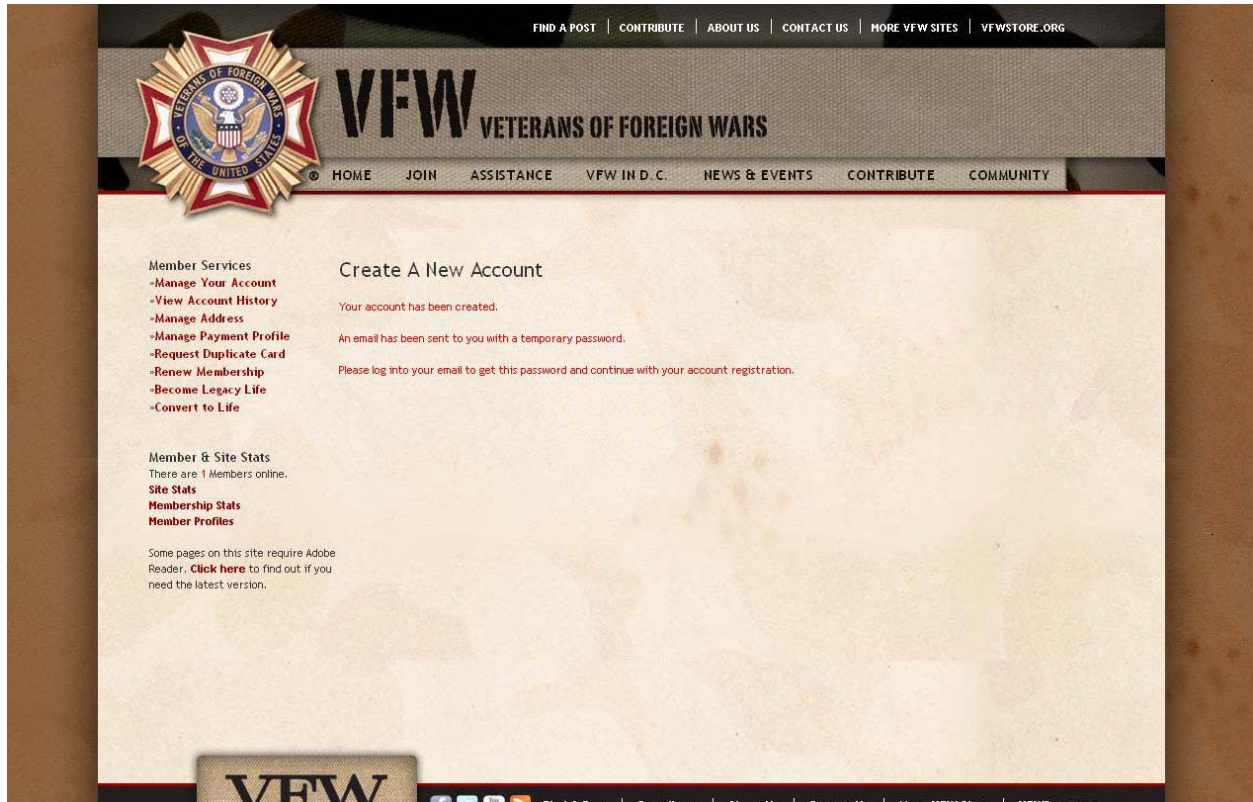 FIND A POST | CONTRIBUTE | ABOUT US | CONTACT US | MORE VFW SITES | VFWSTORE.ORG
VETERANS OF FOREIGN WARS
OF THE UNITED STATES
VFW VETERANS OF FOREIGN WARS
® HOME JOIN ASSISTANCE VFW IN D.C. NEWS & EVENTS CONTRIBUTE COMMUNITY
Member Services
»Manage Your Account
»View Account History
»Manage Address
»Manage Payment Profile
»Request Duplicate Card
»Renew Membership
»Become Legacy Life
»Convert to Life
Member & Site Stats
There are 1 Members online.
Site Stats
Membership Stats
Member Profiles
Some pages on this site require Adobe
Reader. Click here to find out if you
need the latest version.
Create A New Account
Your account has been created.
An email has been sent to you with a temporary password.
Please log into your email to get this password and continue with your account registration.
VFW